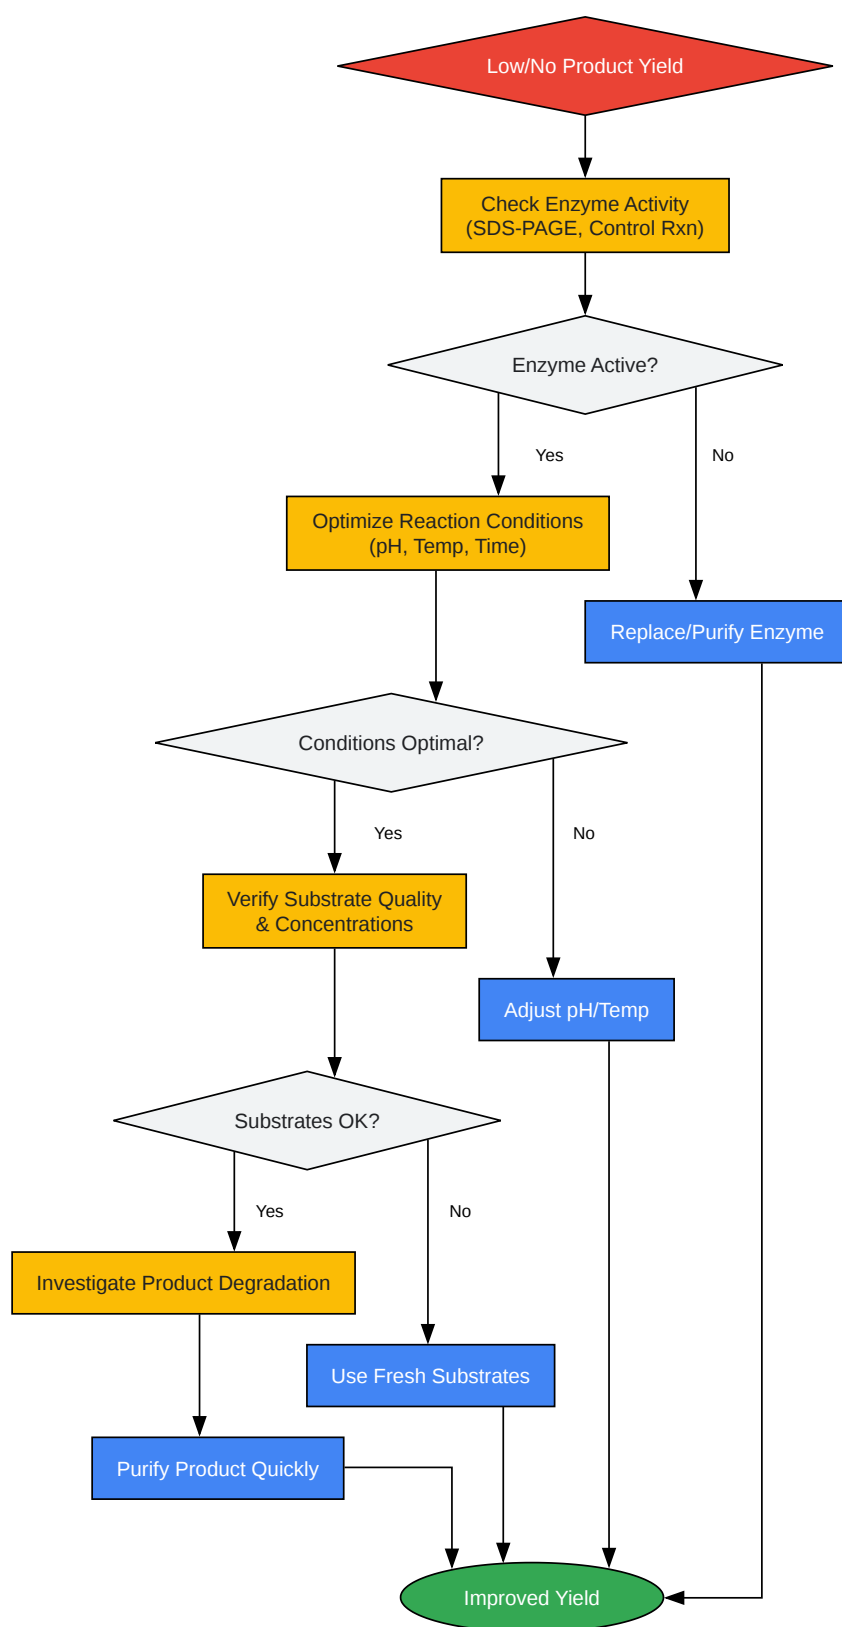 Low/No Product Yield
Check Enzyme Activity
(SDS-PAGE, Control Rxn)
Enzyme Active?
Yes
No
Optimize Reaction Conditions
(pH, Temp, Time)
Replace/Purify Enzyme
Conditions Optimal?
Yes
No
Verify Substrate Quality
& Concentrations
Adjust pH/Temp
Substrates OK?
Yes
No
Investigate Product Degradation
Use Fresh Substrates
Purify Product Quickly
Improved Yield